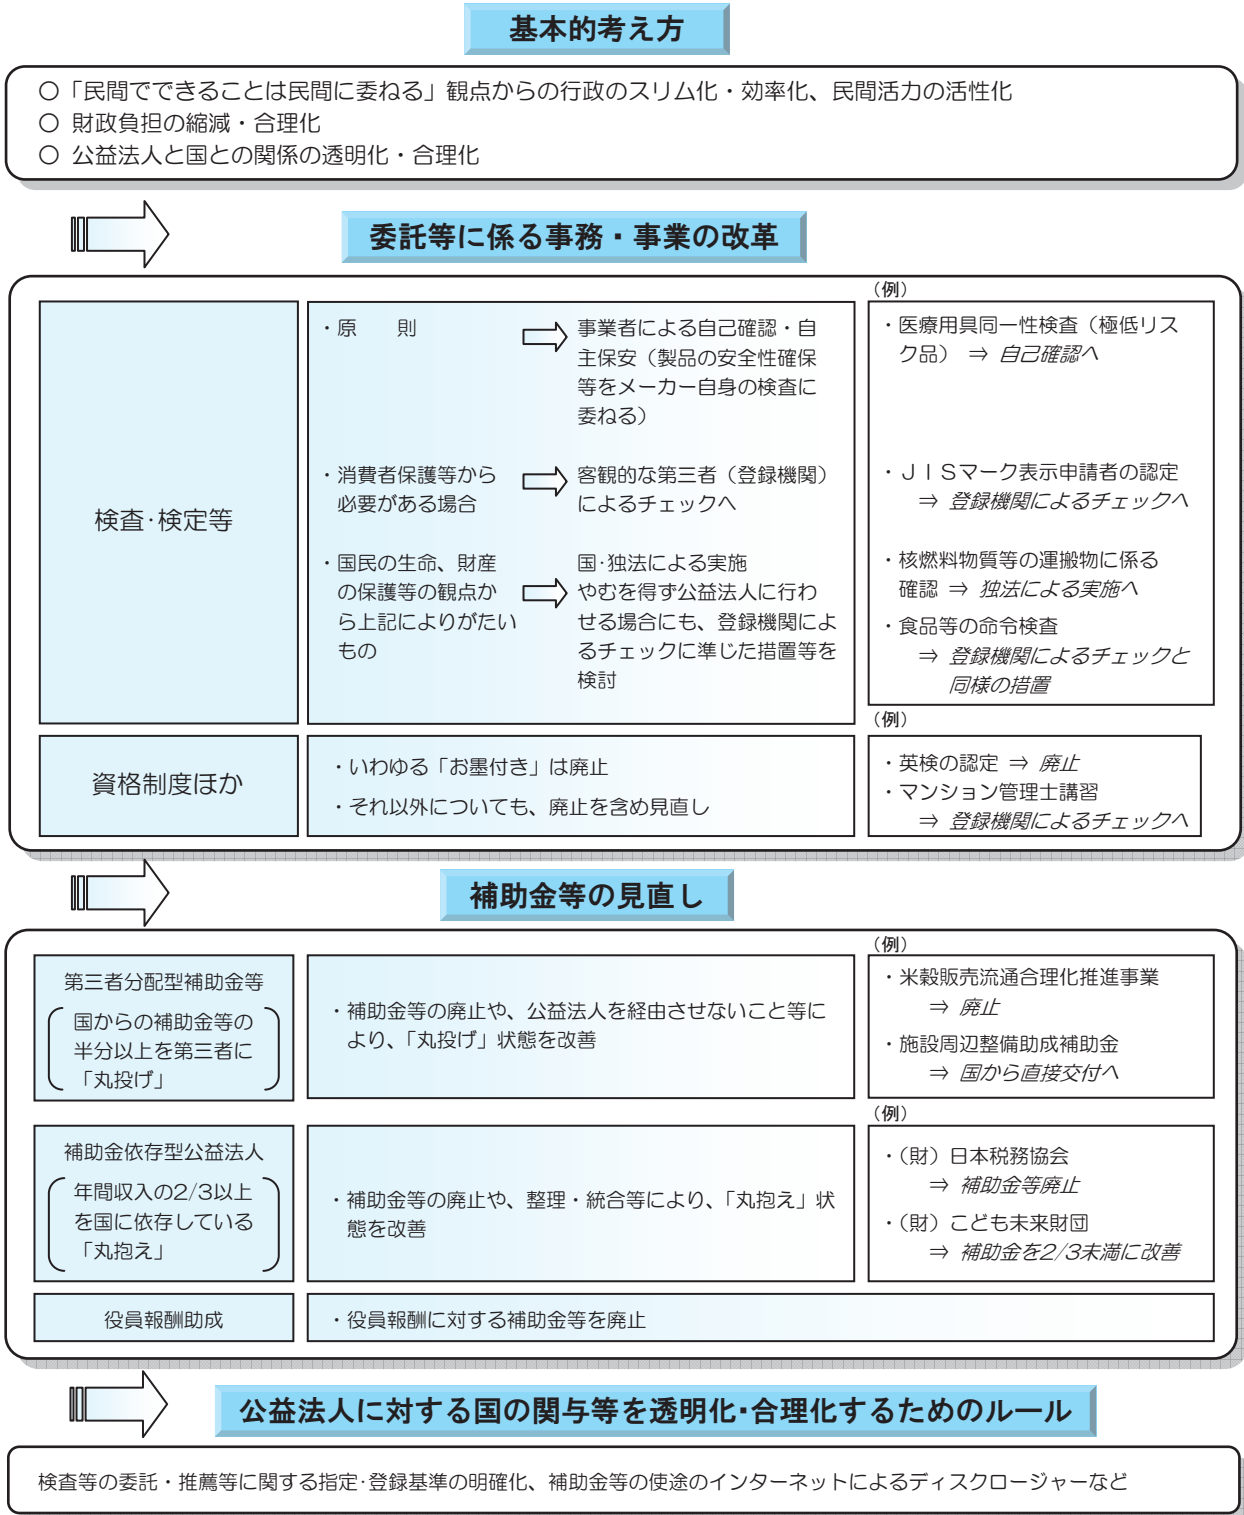 基本的考え方
○「民間でできることは民間に委ねる」観点からの行政のスリム化・効率化、民間活力の活性化
○ 財政負担の縮減・合理化
○ 公益法人と国との関係の透明化・合理化
委託等に係る事務・事業の改革
検査・検定等
・原　則
事業者による自己確認・自
主保安（製品の安全性確保
等をメーカー自身の検査に
委ねる）
・消費者保護等から
必要がある場合
客観的な第三者（登録機関）
によるチェックへ
・国民の生命、財産
の保護等の観点か
ら上記によりがたい
もの
国・独法による実施
やむを得ず公益法人に行わ
せる場合にも、登録機関によ
るチェックに準じた措置等を
検討
（例）
・医療用具同一性検査（極低リス
ク品） ⇒ 自己確認へ
・ＪＩＳマーク表示申請者の認定
⇒ 登録機関によるチェックへ
・核燃料物質等の運搬物に係る
確認 ⇒ 独法による実施へ
・食品等の命令検査
⇒ 登録機関によるチェックと
同様の措置
資格制度ほか
・いわゆる「お墨付き」は廃止
・それ以外についても、廃止を含め見直し
（例）
・英検の認定 ⇒ 廃止
・マンション管理士講習
⇒ 登録機関によるチェックへ
補助金等の見直し
第三者分配型補助金等
国からの補助金等の
半分以上を第三者に
「丸投げ」
・補助金等の廃止や、公益法人を経由させないこと等に
より、「丸投げ」状態を改善
（例）
・米穀販売流通合理化推進事業
⇒ 廃止
・施設周辺整備助成補助金
⇒ 国から直接交付へ
補助金依存型公益法人
年間収入の2/3以上
を国に依存している
「丸抱え」
・補助金等の廃止や、整理・統合等により、「丸抱え」状
態を改善
（例）
・（財）日本税務協会
⇒ 補助金等廃止
・（財）こども未来財団
⇒ 補助金を2/3未満に改善
役員報酬助成
・役員報酬に対する補助金等を廃止
公益法人に対する国の関与等を透明化・合理化するためのルール
検査等の委託・推薦等に関する指定・登録基準の明確化、補助金等の使途のインターネットによるディスクロージャーなど